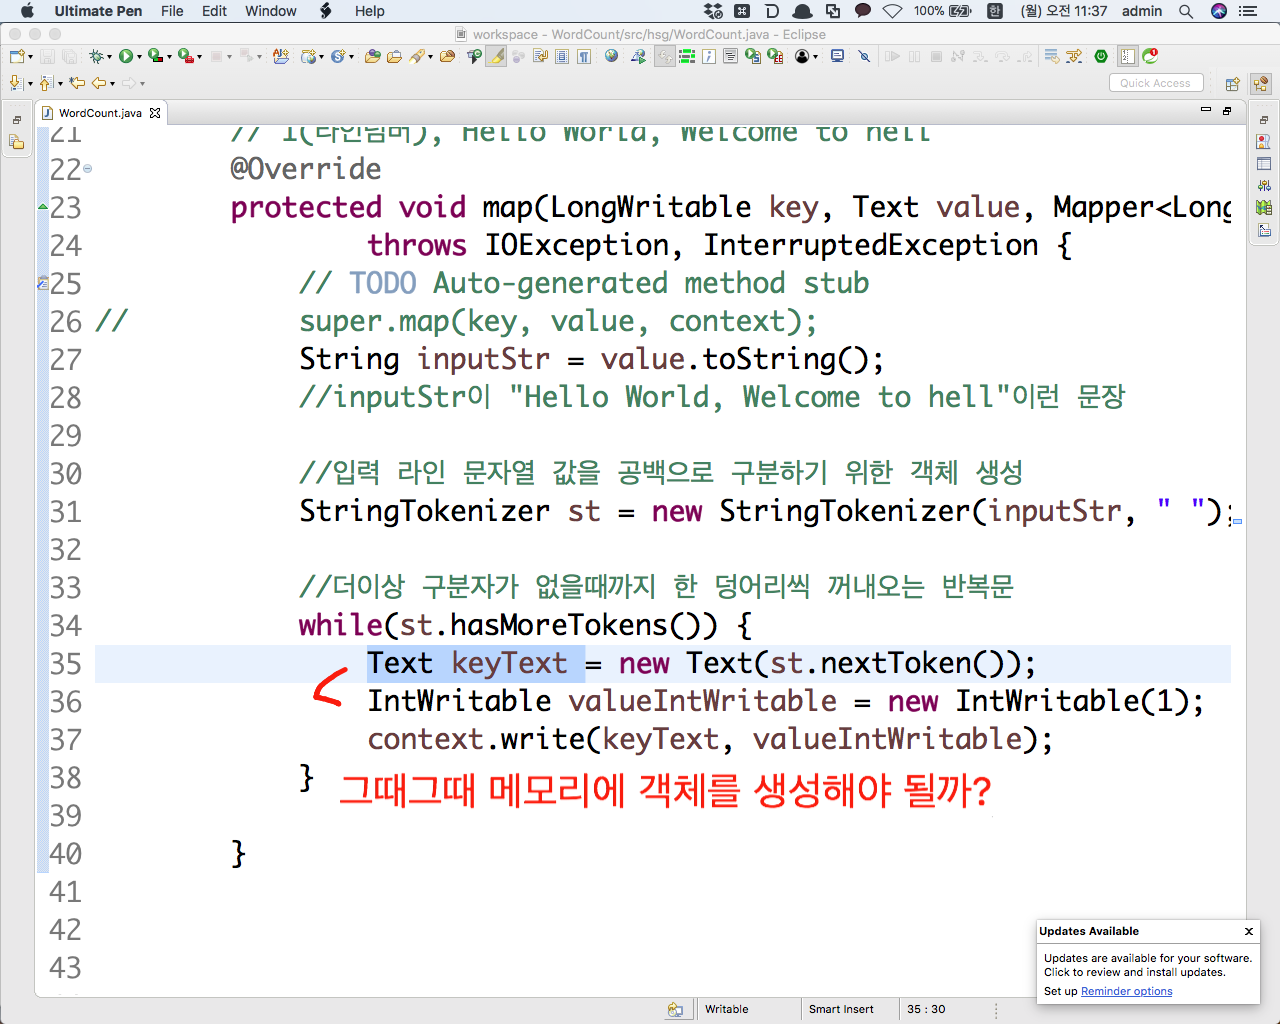 Ultimate Pen File Edit Window Help 100% 한 (월) 오전 11:37 admin
workspace - WordCount/src/hsg/WordCount.java - Eclipse
Quick Access
WordCount.java
21 // 1(라인넘버), Hello World, Welcome to hell
22 @Override
23 protected void map(LongWritable key, Text value, Mapper<Long
24 throws IOException, InterruptedException {
25 // TODO Auto-generated method stub
26 // super.map(key, value, context);
27 String inputStr = value.toString();
28 //inputStr이 "Hello World, Welcome to hell"이런 문장
29
30 //입력 라인 문자열 값을 공백으로 구분하기 위한 객체 생성
31 StringTokenizer st = new StringTokenizer(inputStr, " ");
32
33 //더이상 구분자가 없을때까지 한 덩어리씩 꺼내오는 반복문
34 while(st.hasMoreTokens()) {
35 Text keyText = new Text(st.nextToken());
36 IntWritable valueIntWritable = new IntWritable(1);
37 context.write(keyText, valueIntWritable);
38 }
그때그때 메모리에 객체를 생성해야 될까?
39
40 }
41
42
43
Updates Available x
Updates are available for your software.
Click to review and install updates.
Set up Reminder options
Writable Smart Insert 35 : 30